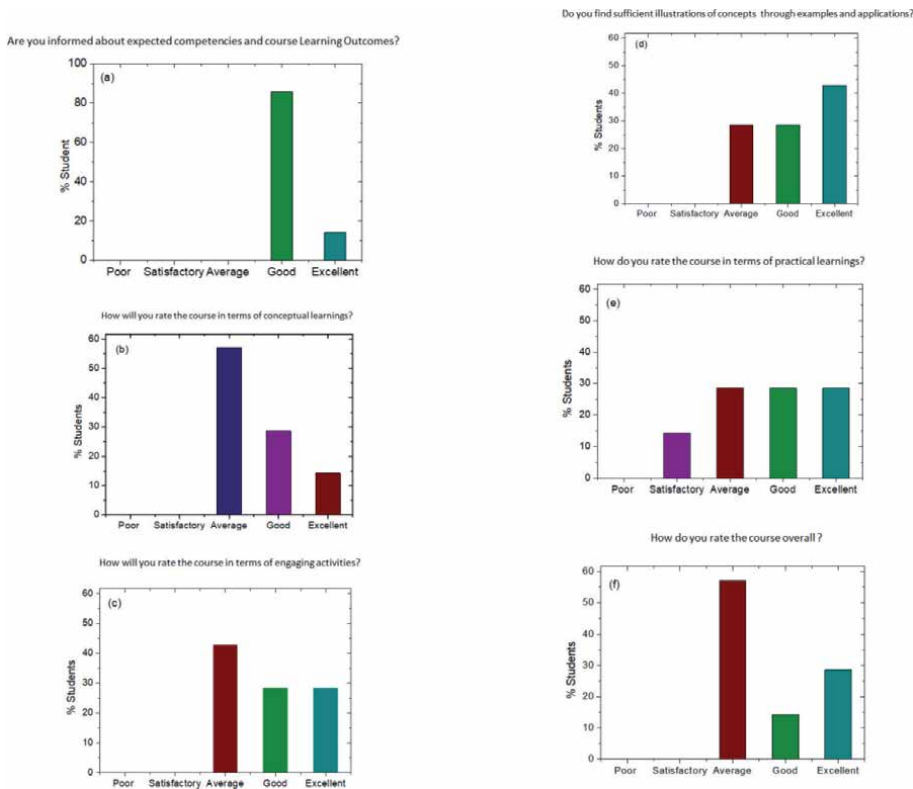 Are you informed about expected competencies and course Learning Outcomes?
(a)
% Student
100
80
60
40
20
0
Poor Satisfactory Average Good Excellent
How will you rate the course in terms of conceptual learnings?
(b)
% Students
60
50
40
30
20
10
0
Poor Satisfactory Average Good Excellent
How will you rate the course in terms of engaging activities?
(c)
% Students
60
50
40
30
20
10
0
Poor Satisfactory Average Good Excellent
Do you find sufficient illustrations of concepts through examples and applications?
(d)
% Students
60
50
40
30
20
10
0
Poor Satisfactory Average Good Excellent
How do you rate the course in terms of practical learnings?
(e)
% Students
60
50
40
30
20
10
0
Poor Satisfactory Average Good Excellent
How do you rate the course overall ?
(f)
% Students
60
50
40
30
20
10
0
Poor Satisfactory Average Good Excellent